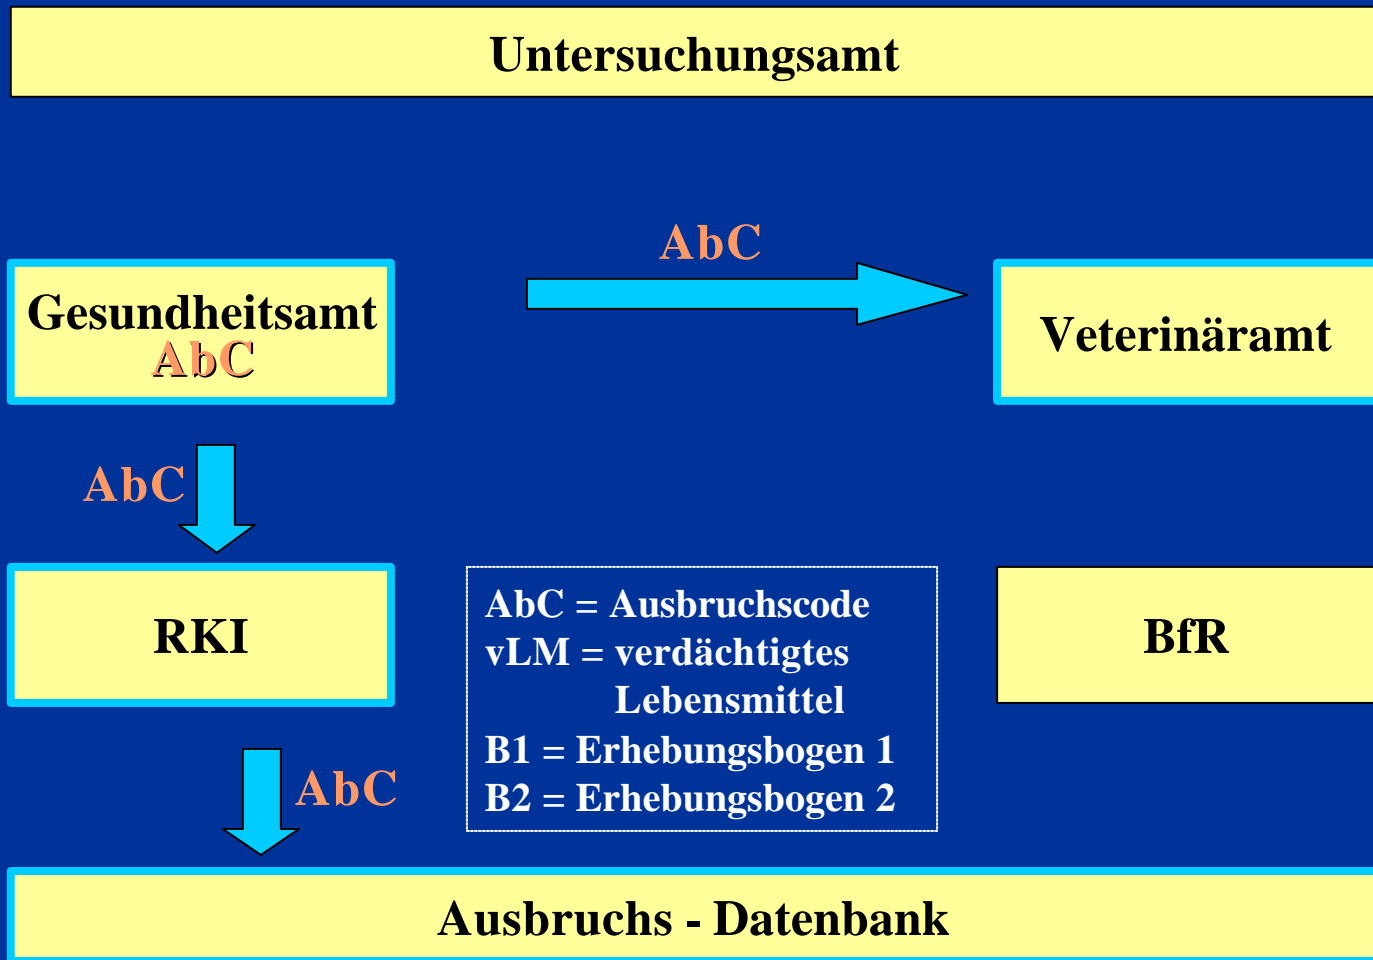 Untersuchungsamt
AbC
Gesundheitsamt
AbC
Veterinäramt
AbC
RKI
AbC = Ausbruchscode
vLM = verdächtigtes
Lebensmittel
B1 = Erhebungsbogen 1
B2 = Erhebungsbogen 2
BfR
AbC
Ausbruchs - Datenbank